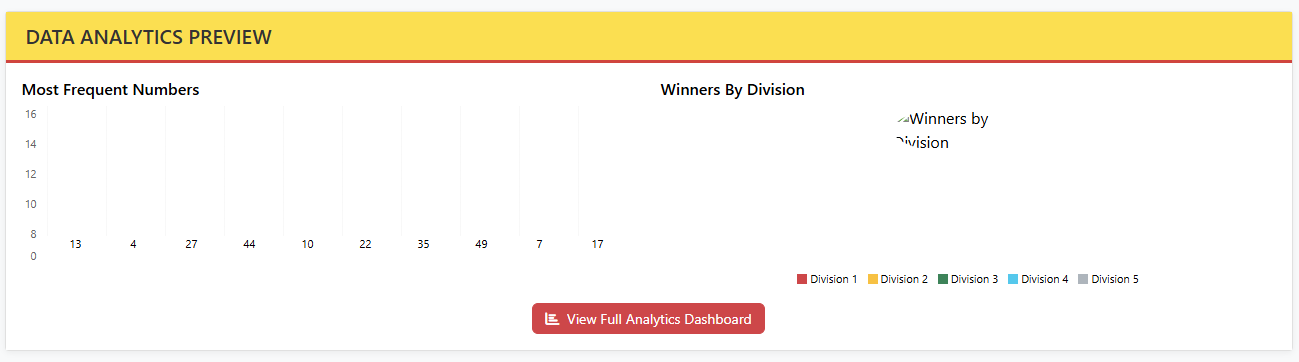 DATA ANALYTICS PREVIEW
Most Frequent Numbers
16
14
12
10
8
0
13 4 27 44 10 22 35 49 7 17
Winners By Division
Winners by
Division
Division 1 Division 2 Division 3 Division 4 Division 5
View Full Analytics Dashboard